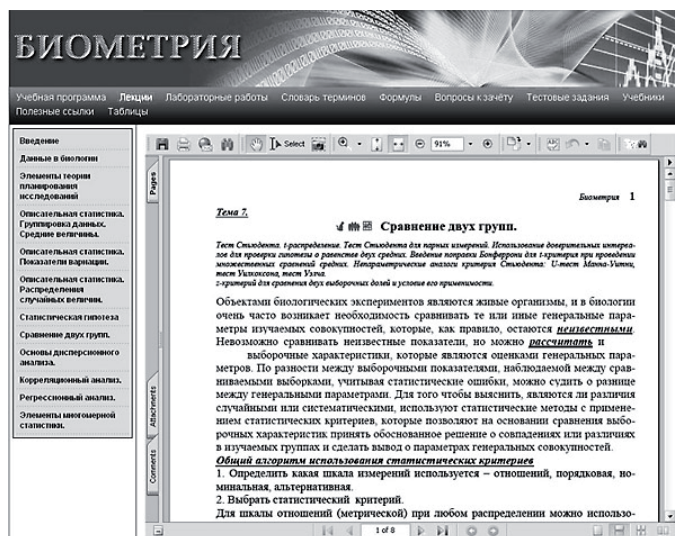 БИОМЕТРИЯ
Учебная программа Лекции Лабораторные работы Словарь терминов Формулы Вопросы к зачёту Тестовые задания Учебники
Полезные ссылки Таблицы
Введение
Данные в биологии
Элементы теории
планирования
исследований
Описательная статистика.
Группировка данных.
Средние величины.
Описательная статистика.
Показатели вариации.
Описательная статистика.
Распределения
случайных величин.
Статистическая гипотеза
Сравнение двух групп.
Основы дисперсионного
анализа.
Корреляционный анализ.
Регрессионный анализ.
Элементы многомерной
статистики.
Select 91%
Pages
Attachments
Comments
Биометрия 1
Тема 7.
Сравнение двух групп.
Тест Стьюдента. t-распределение. Тест Стьюдента для парных измерений. Использование доверительных интерва-
лов для проверки гипотезы о равенстве двух средних. Введение поправки Бонферрони для t-критерия при проведении
множественных сравнений средних. Непараметрические аналоги критерия Стьюдента: U-тест Манна-Уитни,
тест Уилкоксона, тест Уэлча.
z-критерий для сравнения двух выборочных долей и условие его применимости.
Объектами биологических экспериментов являются живые организмы, и в биологии
очень часто возникает необходимость сравнивать те или иные генеральные пара-
метры изучаемых совокупностей, которые, как правило, остаются неизвестными.
Невозможно сравнивать неизвестные показатели, но можно рассчитать и
выборочные характеристики, которые являются оценками генеральных пара-
метров. По разности между выборочными показателями, наблюдаемой между срав-
ниваемыми выборками, учитывая статистические ошибки, можно судить о разнице
между генеральными параметрами. Для того чтобы выяснить, являются ли различия
случайными или систематическими, используют статистические методы с примене-
нием статистических критериев, которые позволяют на основании сравнения выбо-
рочных характеристик принять обоснованное решение о совпадениях или различиях
в изучаемых группах и сделать вывод о параметрах генеральных совокупностей.
Общий алгоритм использования статистических критериев
1. Определить какая шкала измерений используется – отношений, порядковая, но-
минальная, альтернативная.
2. Выбрать статистический критерий.
Для шкалы отношений (метрической) при любом распределении можно использо-
1 of 8